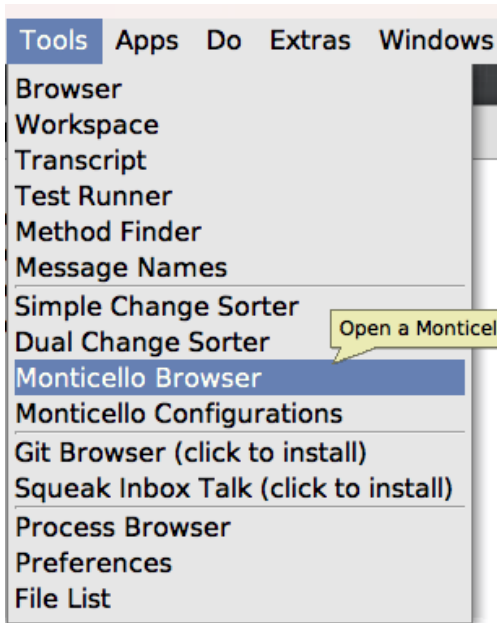 Tools Apps Do Extras Windows
Browser
Workspace
Transcript
Test Runner
Method Finder
Message Names
Simple Change Sorter
Open a Monticel
Dual Change Sorter
Monticello Browser
Monticello Configurations
Git Browser (click to install)
Squeak Inbox Talk (click to install)
Process Browser
Preferences
File List